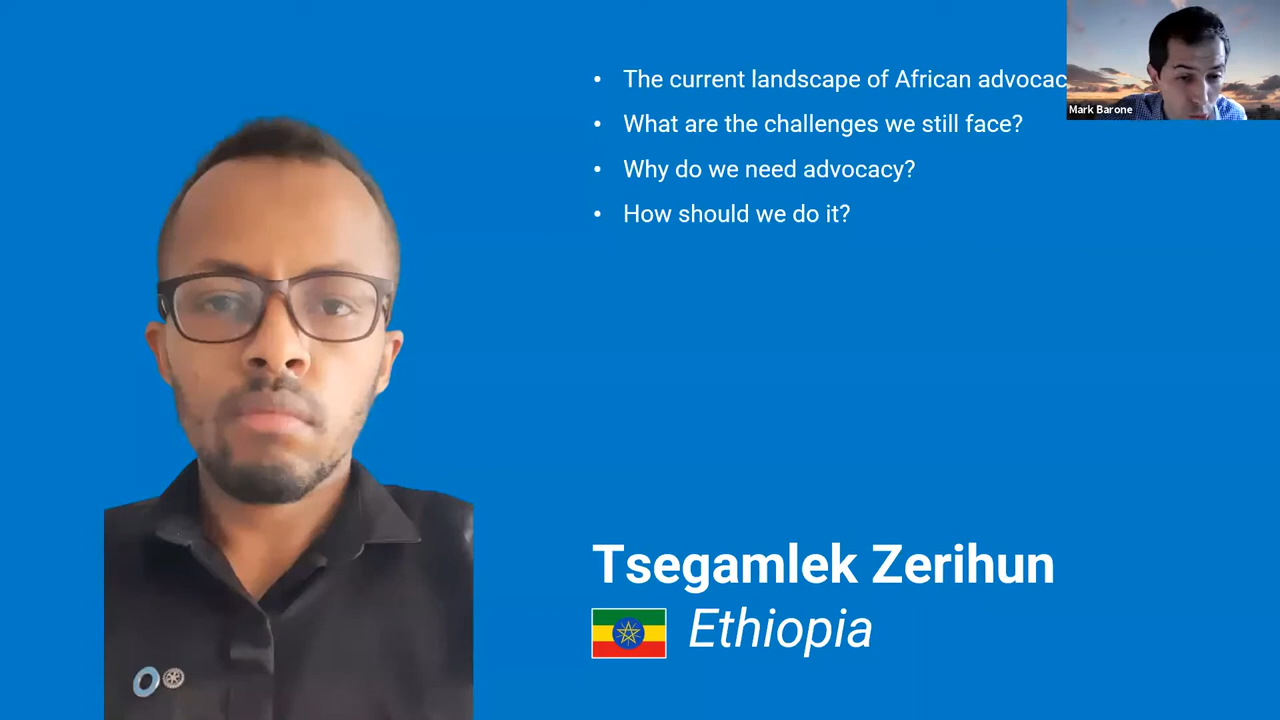 • The current landscape of African advocac
• What are the challenges we still face?
• Why do we need advocacy?
• How should we do it?
Mark Barone
Tsegamlek Zerihun
Ethiopia